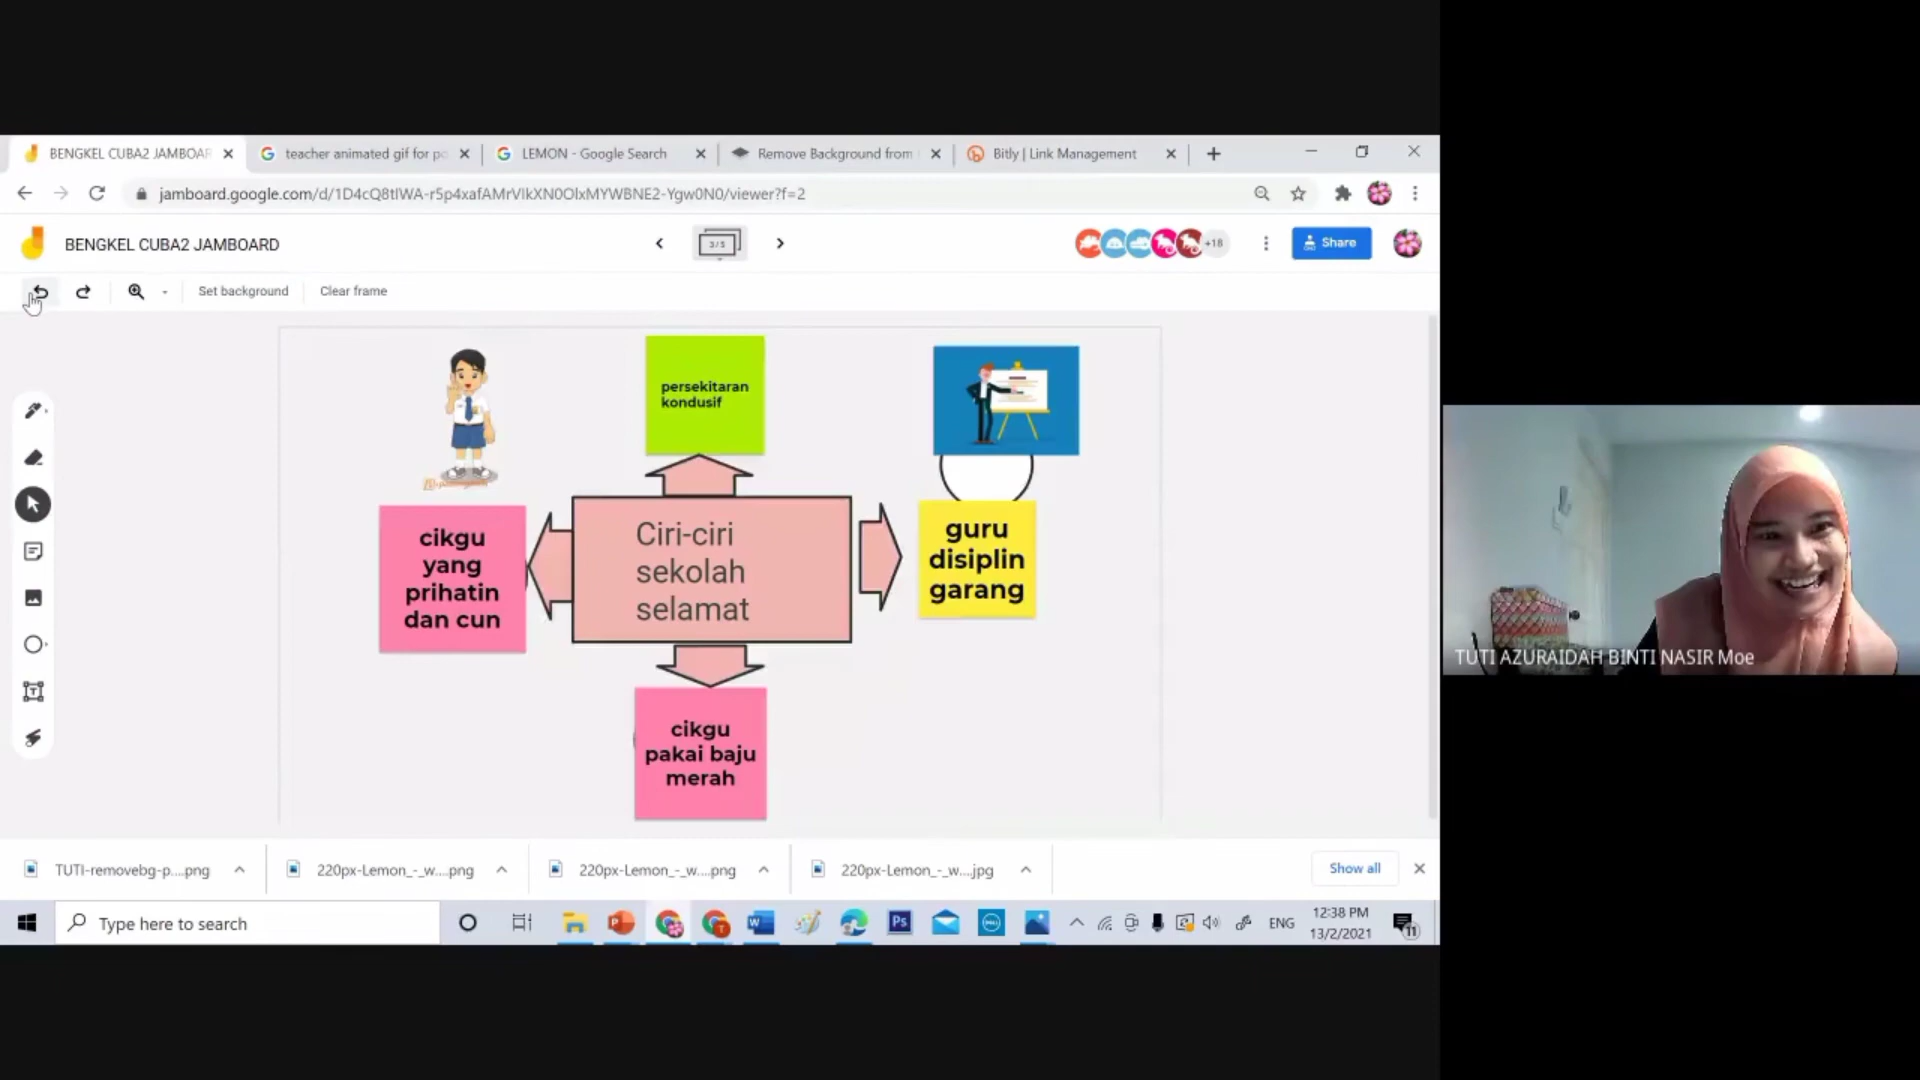 BENGKEL CUBA2 JAMBOAR
teacher animated gif for po
LEMON - Google Search
Remove Background from
Bitly | Link Management
jamboard.google.com/d/1D4cQ8tIWA-r5p4xafAMrVIkXN0OlxMYWBNE2-Ygw0N0/viewer?f=2
BENGKEL CUBA2 JAMBOARD
3/5
+18
Share
Set background
Clear frame
persekitaran
kondusif
cikgu
yang
prihatin
dan cun
Ciri-ciri
sekolah
selamat
guru
disiplin
garang
cikgu
pakai baju
merah
TUTI AZURAIDAH BINTI NASIR Moe
TUTI-removebg-p....png
220px-Lemon_-_w....png
220px-Lemon_-_w....png
220px-Lemon_-_w....jpg
Show all
Type here to search
ENG
12:38 PM
13/2/2021
11